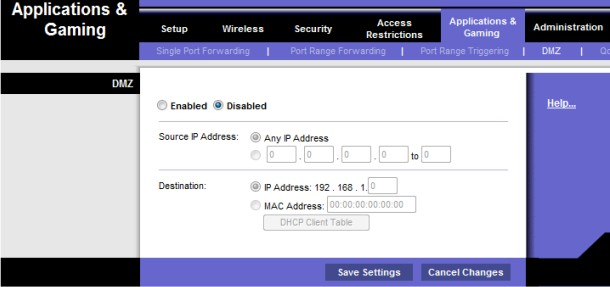 Applications &
Gaming
Setup Wireless Security Access Restrictions Applications & Gaming Administration
Single Port Forwarding | Port Range Forwarding | Port Range Triggering | DMZ |
DMZ
Enabled Disabled
Help...
Source IP Address: Any IP Address
0 . 0 . 0 . 0 to 0
Destination: IP Address: 192 . 168 . 1. 0
MAC Address: 00:00:00:00:00:00
DHCP Client Table
Save Settings Cancel Changes